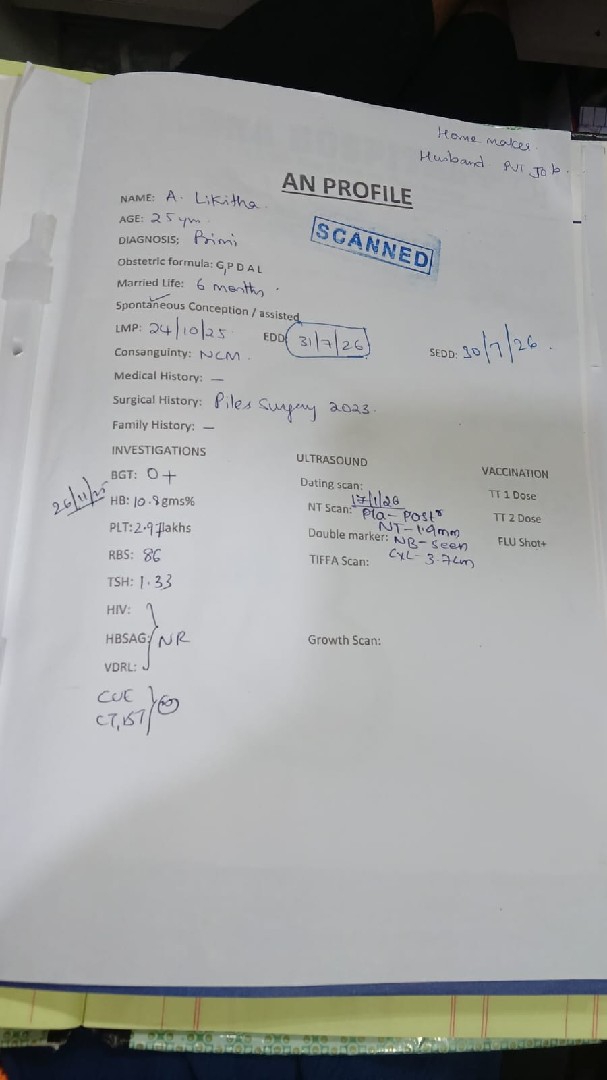 Home maker.
Husband Pvt Job.
AN PROFILE
NAME: A. Likitha.
AGE: 25 yrs.
SCANNED
DIAGNOSIS: Primi
Obstetric formula: G, P D A L
Married Life: 6 months.
Spontaneous Conception / assisted
LMP: 24/10/25. EDD 31/7/26 SEDD: 30/7/26.
Consanguinty: NCM.
Medical History: —
Surgical History: Piles Surgery 2023.
Family History: —
INVESTIGATIONS ULTRASOUND VACCINATION
BGT: O+ Dating scan: TT 1 Dose
26/11/25 HB: 10.8 gms% NT Scan: 17/1/26 Pla- Post TT 2 Dose
NT-1.9mm
PLT: 2.9 lakhs Double marker: NB- Seen FLU Shot+
CxL- 3.7cm
RBS: 86 TIFFA Scan:
TSH: 1.33
HIV:
HBSAG: NR Growth Scan:
VDRL:
CUE
CT, BT